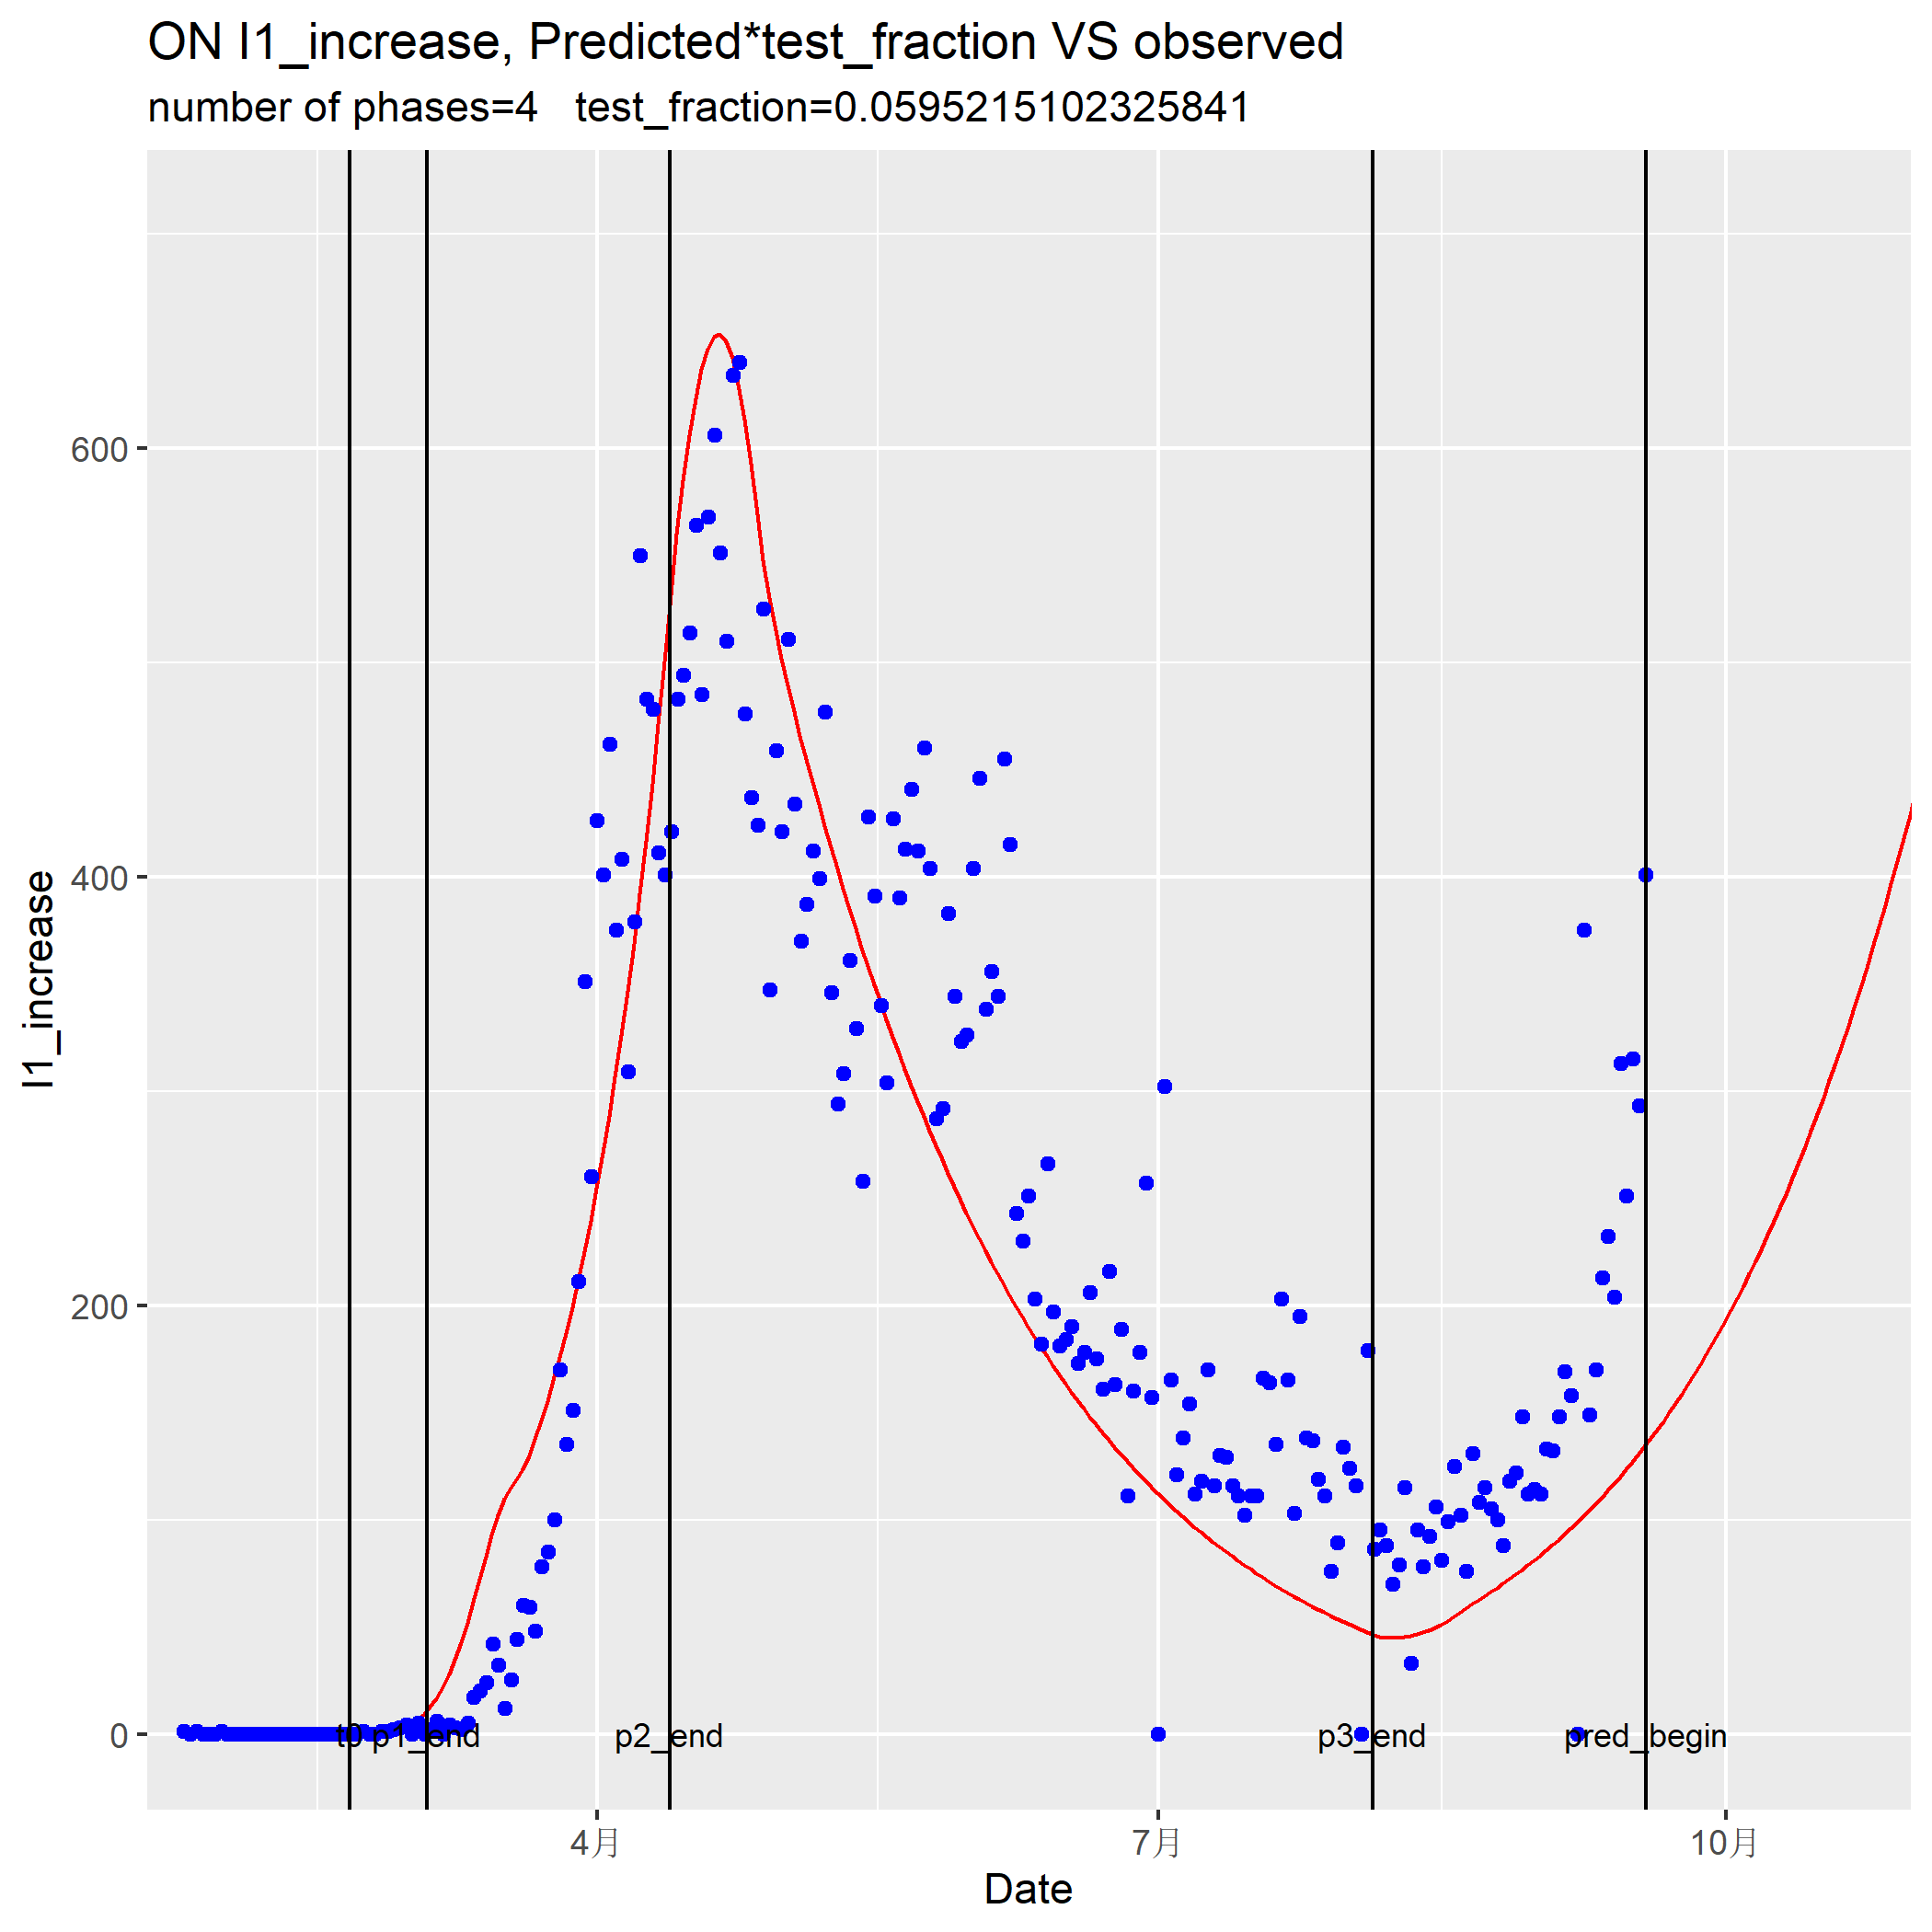 ON I1_increase, Predicted*test_fraction VS observed
number of phases=4 test_fraction=0.0595215102325841
I1_increase
600
400
200
0
t0 p1_end p2_end p3_end pred_begin
4月 7月 10月
Date